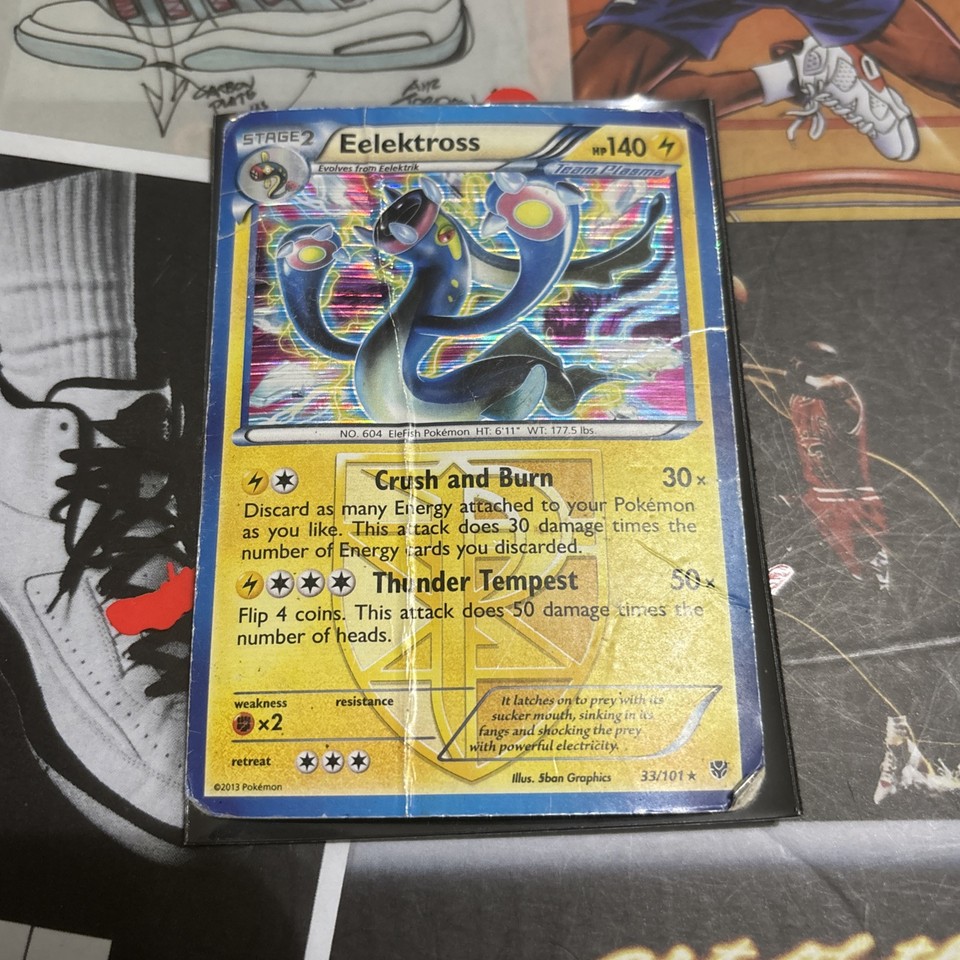 CARBON
PLATE
STAGE2 Eelektross HP140
Evolves from Eelektrik Team Plasma
NO. 604 EleFish Pokémon HT: 6'11" WT: 177.5 lbs.
Crush and Burn 30×
Discard as many Energy attached to your Pokémon
as you like. This attack does 30 damage times the
number of Energy cards you discarded.
Thunder Tempest 50×
Flip 4 coins. This attack does 50 damage times the
number of heads.
weakness resistance
×2
retreat
It latches on to prey with its
sucker mouth, sinking in its
fangs and shocking the prey
with powerful electricity.
Illus. 5ban Graphics 33/101
©2013 Pokémon